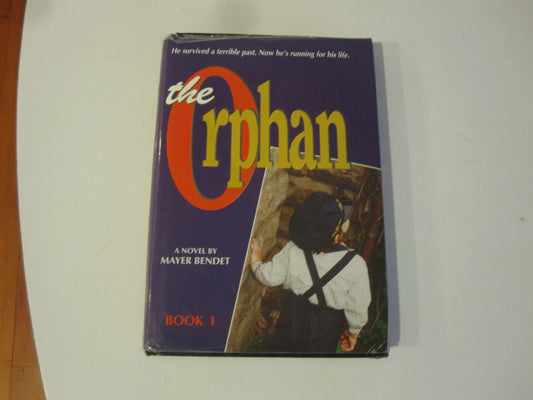 He survived a terrible past. Now he's running for his life.
the
Orphan
A NOVEL BY
MAYER BENDET
BOOK 1